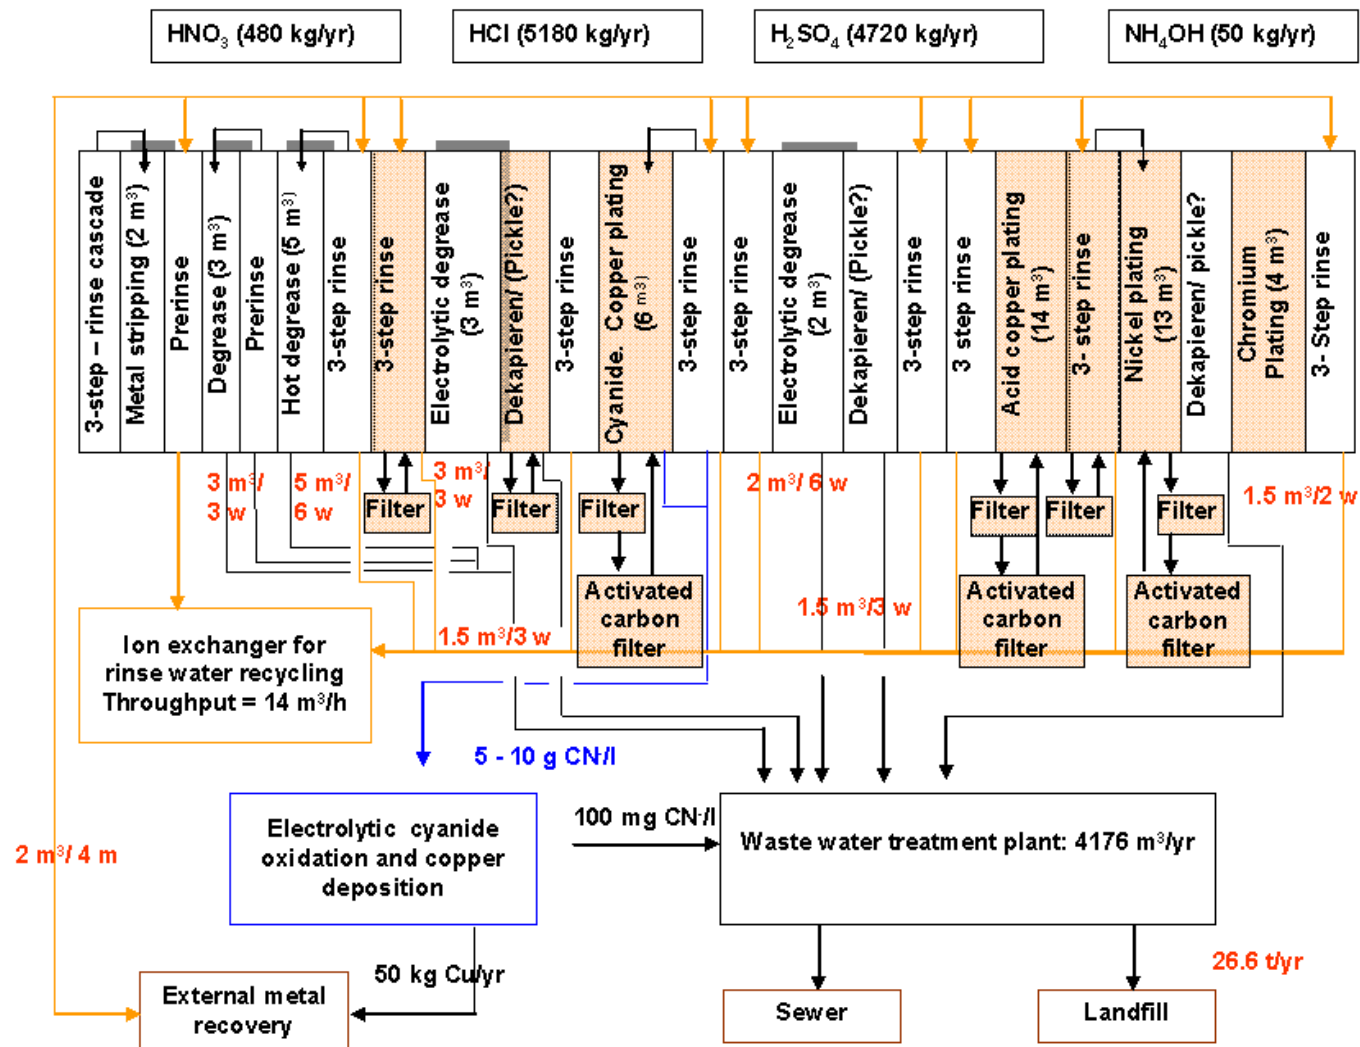 HNO₃ (480 kg/yr)
HCl (5180 kg/yr)
H₂SO₄ (4720 kg/yr)
NH₄OH (50 kg/yr)
3-step – rinse cascade
Metal stripping (2 m³)
Prerinse
Degrease (3 m³)
Prerinse
Hot degrease (5 m³)
3-step rinse
3-step rinse
Electrolytic degrease
(3 m³)
Dekapieren/ (Pickle?)
3-step rinse
Cyanide. Copper plating
(6 m³)
3-step rinse
3-step rinse
Electrolytic degrease
(2 m³)
Dekapieren/ (Pickle?)
3-step rinse
3 step rinse
Acid copper plating
(14 m³)
3- step rinse
Nickel plating
(13 m³)
Dekapieren/ pickle?
Chromium
Plating (4 m³)
3- Step rinse
3 m³/
3 w
5 m³/
6 w
3 m³/
3 w
2 m³/ 6 w
1.5 m³/2 w
Filter
Filter
Filter
Filter
Filter
Filter
Activated
carbon
filter
Activated
carbon
filter
Activated
carbon
filter
1.5 m³/3 w
1.5 m³/3 w
Ion exchanger for
rinse water recycling
Throughput = 14 m³/h
5 - 10 g CN-/l
Electrolytic cyanide
oxidation and copper
deposition
100 mg CN-/l
Waste water treatment plant: 4176 m³/yr
2 m³/ 4 m
50 kg Cu/yr
26.6 t/yr
External metal
recovery
Sewer
Landfill